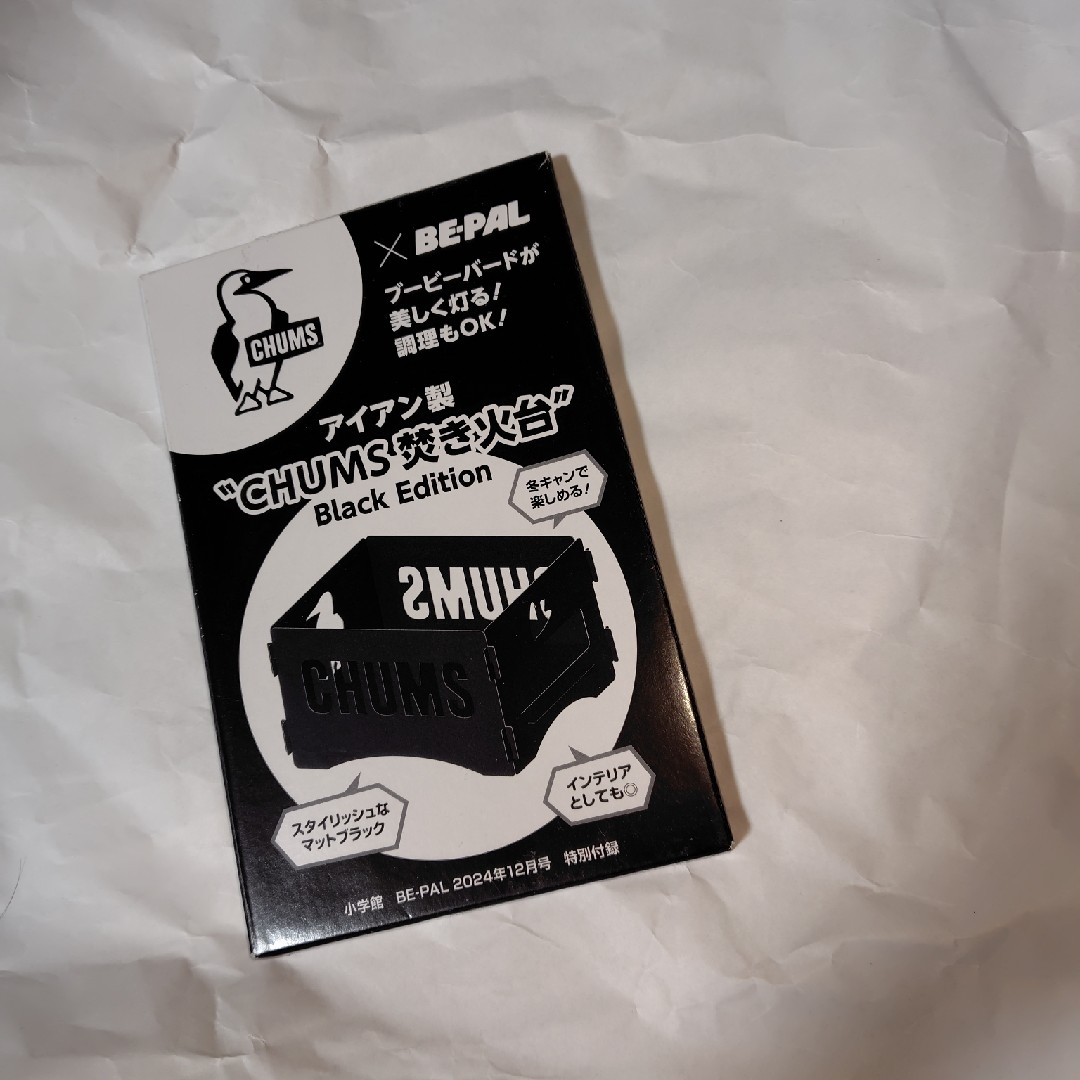 CHUMS
× BE-PAL
ブービーバードが
美しく灯る!
調理もOK!
アイアン製
"CHUMS 焚き火台"
Black Edition
冬キャンで
楽しめる!
CHUMS
CHUMS
スタイリッシュな
マットブラック
インテリア
としても◎
小学館 BE-PAL 2024年12月号 特別付録